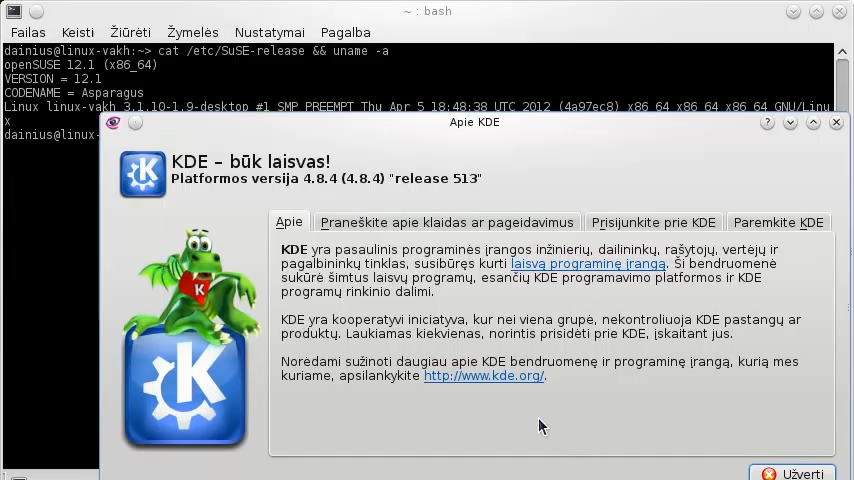 ~ : bash
Failas Keisti Žiūrėti Žymelės Nustatymai Pagalba
dainius@linux-vakh:~> cat /etc/SuSE-release && uname -a
openSUSE 12.1 (x86_64)
VERSION = 12.1
CODENAME = Asparagus
Linux linux-vakh 3.1.10-1.9-desktop #1 SMP PREEMPT Thu Apr 5 18:48:38 UTC 2012 (4a97ec8) x86_64 x86_64 x86_64 GNU/Linu
x
dainius@linux-
Apie KDE
KDE – būk laisvas!
Platformos versija 4.8.4 (4.8.4) "release 513"
Apie Praneškite apie klaidas ar pageidavimus Prisijunkite prie KDE Paremkite KDE
KDE yra pasaulinis programinės įrangos inžinierių, dailininkų, rašytojų, vertėjų ir
pagalbininkų tinklas, susibūręs kurti laisvą programinę įrangą. Ši bendruomenė
sukūrė šimtus laisvų programų, esančių KDE programavimo platformos ir KDE
programų rinkinio dalimi.
KDE yra kooperatyvi iniciatyva, kur nei viena grupė, nekontroliuoja KDE pastangų ar
produktų. Laukiamas kiekvienas, norintis prisidėti prie KDE, įskaitant jus.
Norėdami sužinoti daugiau apie KDE bendruomenę ir programinę įrangą, kurią mes
kuriame, apsilankykite http://www.kde.org/.
Užverti